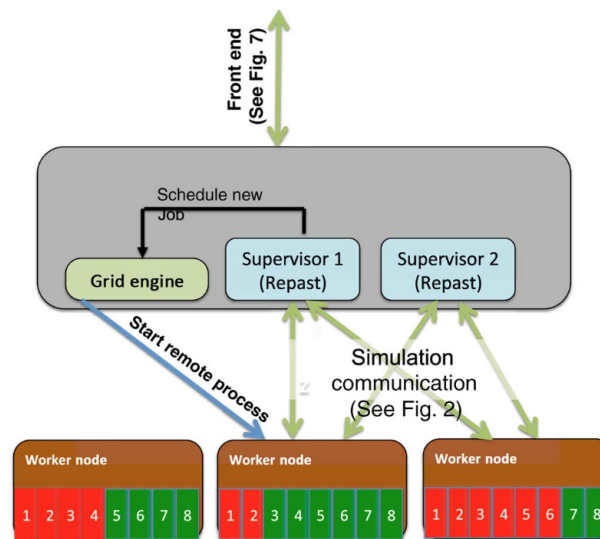 Front end
(See Fig. 7)
Schedule new
Job
Grid engine
Supervisor 1
(Repast)
Supervisor 2
(Repast)
Start remote process
z
Simulation
communication
(See Fig. 2)
Worker node
1 2 3 4 5 6 7 8
Worker node
1 2 3 4 5 6 7 8
Worker node
1 2 3 4 5 6 7 8